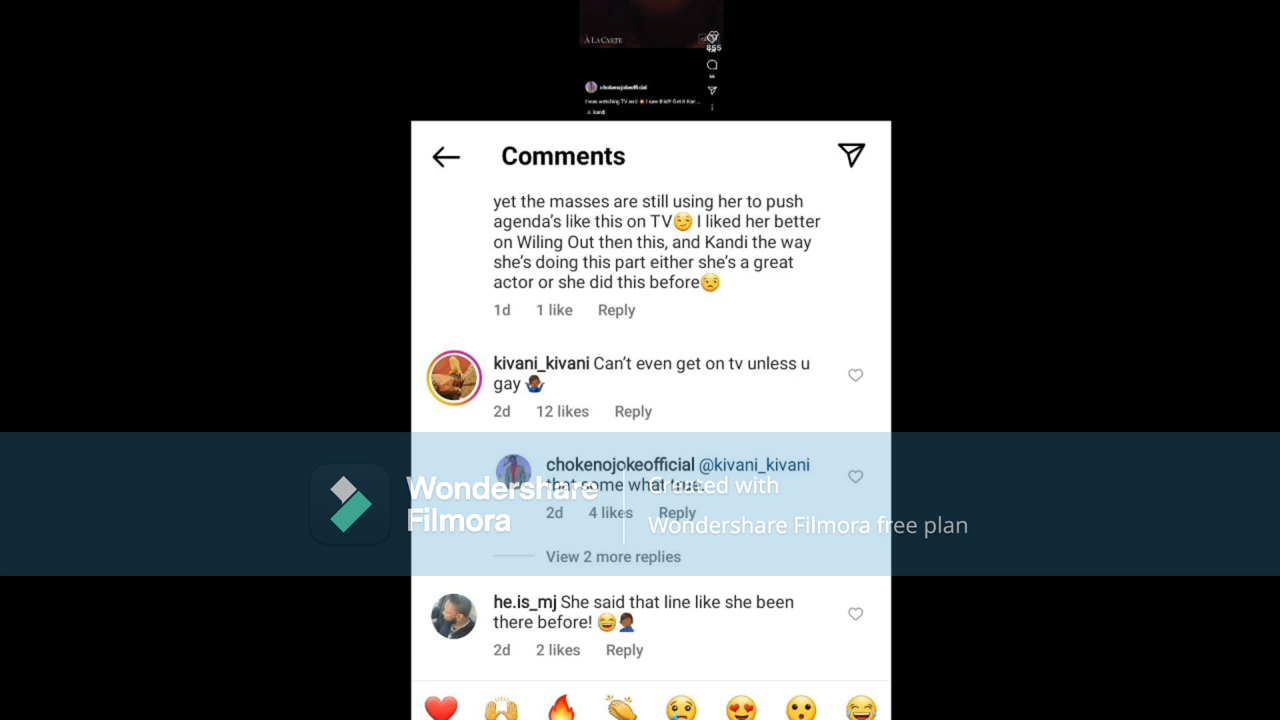 À LA CARTE
855
chokenojokeofficial
I was watching TV and 💥 I saw this!!! Get it Kan ...
kandi
Comments
yet the masses are still using her to push
agenda's like this on TV😏 I liked her better
on Wiling Out then this, and Kandi the way
she's doing this part either she's a great
actor or she did this before😒
1d 1 like Reply
kivani_kivani Can't even get on tv unless u
gay 🤷🏾‍♂️
2d 12 likes Reply
chokenojokeofficial @kivani_kivani
that some what true
2d 4 likes Reply
View 2 more replies
Wondershare
Filmora
Created with
Wondershare Filmora free plan
he.is_mj She said that line like she been
there before! 😂🤦🏾‍♂️
2d 2 likes Reply